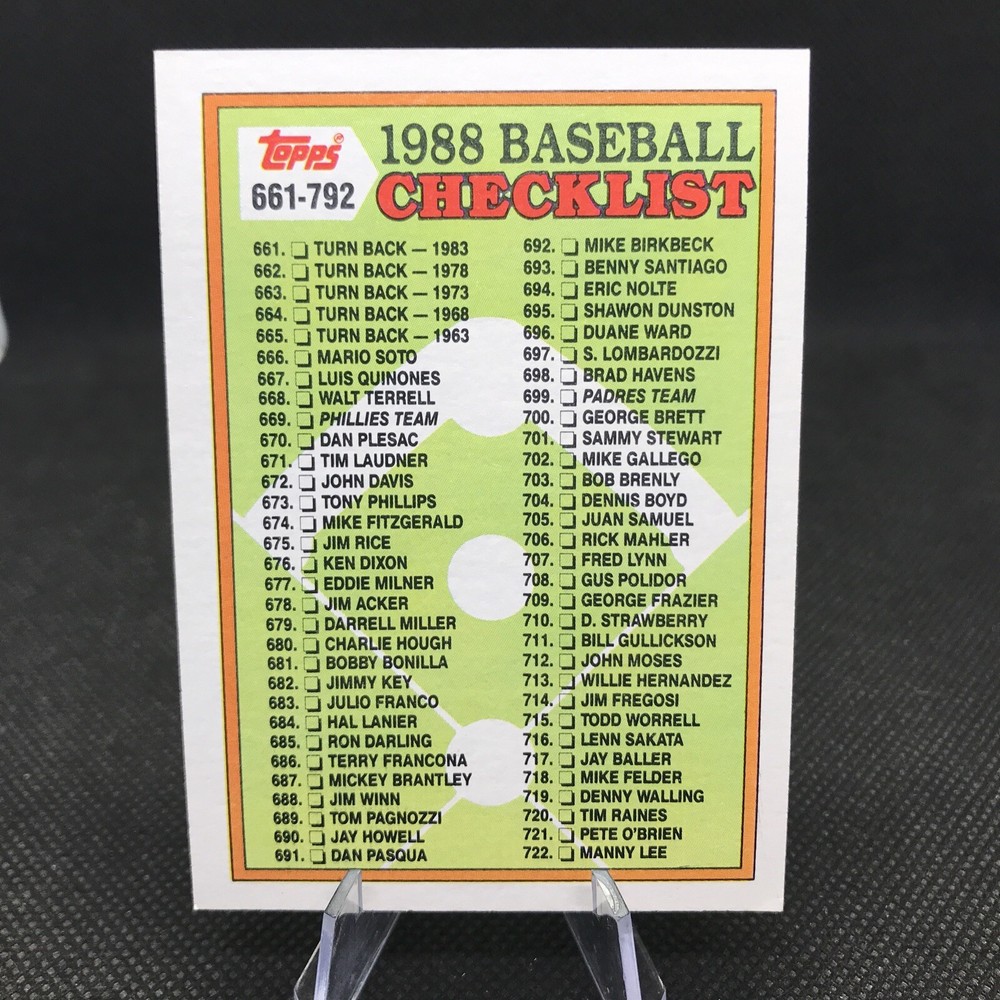 topps
661-792
1988 BASEBALL
CHECKLIST
661. TURN BACK — 1983
662. TURN BACK — 1978
663. TURN BACK — 1973
664. TURN BACK — 1968
665. TURN BACK — 1963
666. MARIO SOTO
667. LUIS QUINONES
668. WALT TERRELL
669. PHILLIES TEAM
670. DAN PLESAC
671. TIM LAUDNER
672. JOHN DAVIS
673. TONY PHILLIPS
674. MIKE FITZGERALD
675. JIM RICE
676. KEN DIXON
677. EDDIE MILNER
678. JIM ACKER
679. DARRELL MILLER
680. CHARLIE HOUGH
681. BOBBY BONILLA
682. JIMMY KEY
683. JULIO FRANCO
684. HAL LANIER
685. RON DARLING
686. TERRY FRANCONA
687. MICKEY BRANTLEY
688. JIM WINN
689. TOM PAGNOZZI
690. JAY HOWELL
691. DAN PASQUA
692. MIKE BIRKBECK
693. BENNY SANTIAGO
694. ERIC NOLTE
695. SHAWON DUNSTON
696. DUANE WARD
697. S. LOMBARDOZZI
698. BRAD HAVENS
699. PADRES TEAM
700. GEORGE BRETT
701. SAMMY STEWART
702. MIKE GALLEGO
703. BOB BRENLY
704. DENNIS BOYD
705. JUAN SAMUEL
706. RICK MAHLER
707. FRED LYNN
708. GUS POLIDOR
709. GEORGE FRAZIER
710. D. STRAWBERRY
711. BILL GULLICKSON
712. JOHN MOSES
713. WILLIE HERNANDEZ
714. JIM FREGOSI
715. TODD WORRELL
716. LENN SAKATA
717. JAY BALLER
718. MIKE FELDER
719. DENNY WALLING
720. TIM RAINES
721. PETE O'BRIEN
722. MANNY LEE